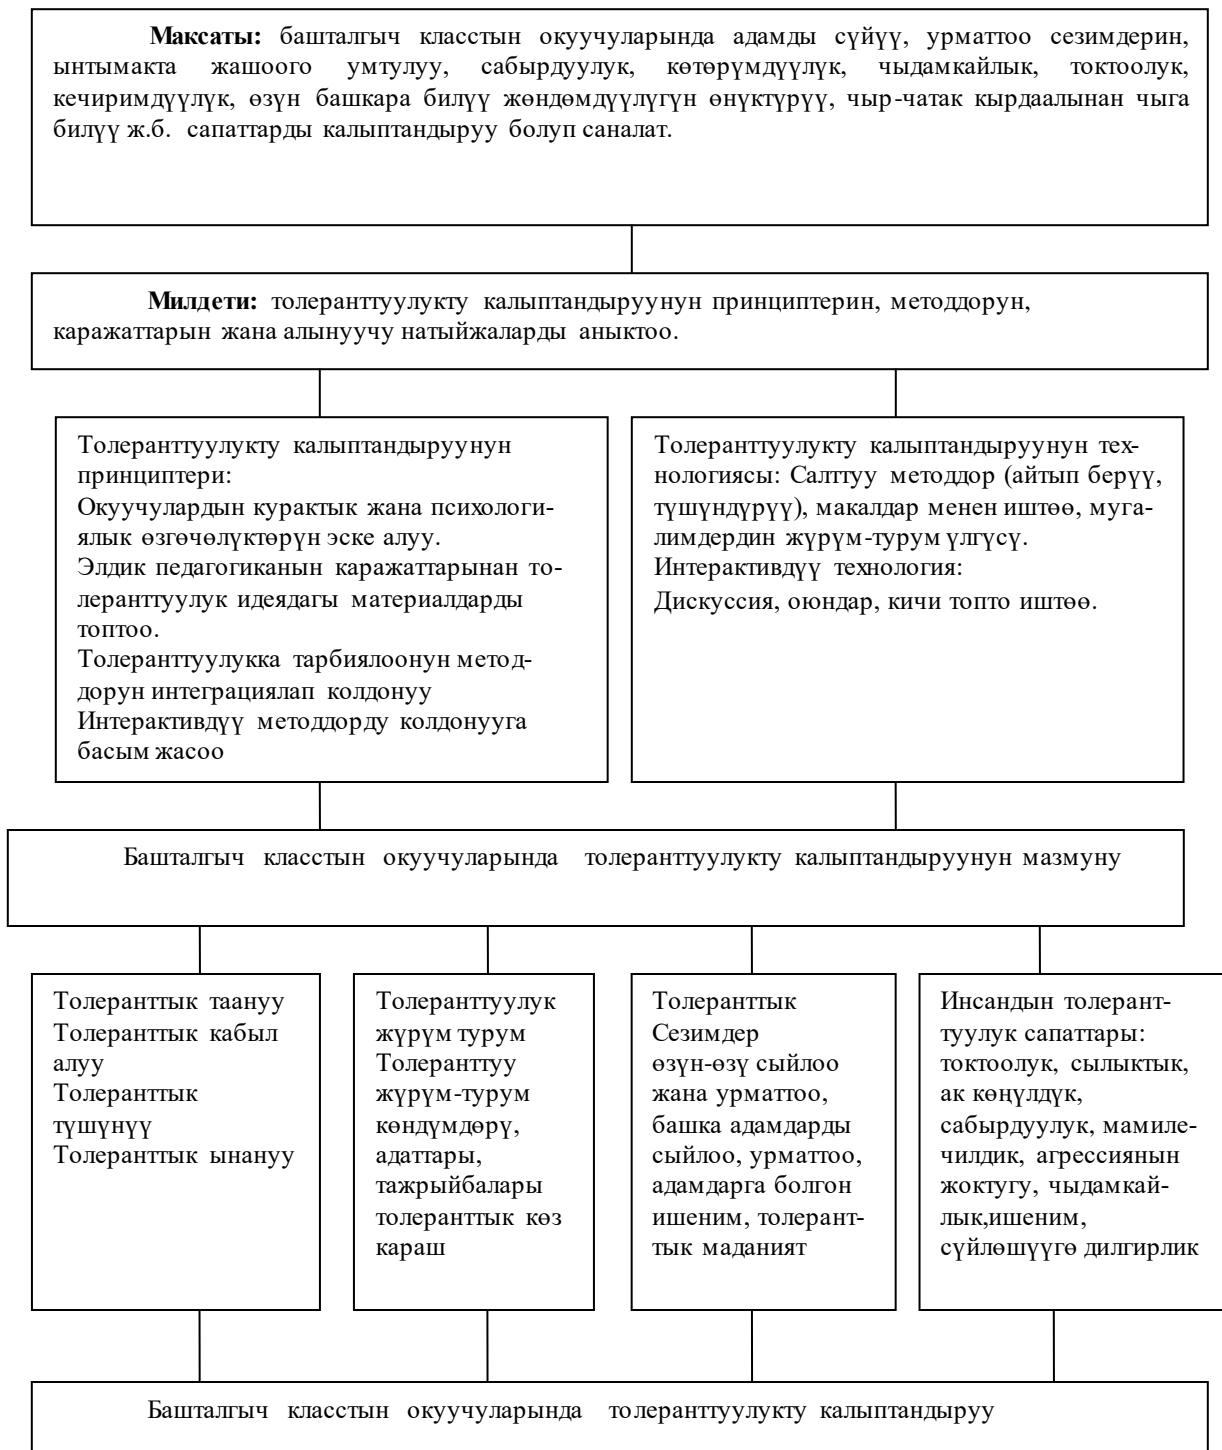 Максаты: башталгыч класстын окуучуларында адамды сүйүү, урматтоо сезимдерин,
ынтымакта жашоого умтулуу, сабырдуулук, көтөрүмдүүлүк, чыдамкайлык, токтоолук,
кечиримдүүлүк, өзүн башкара билүү жөндөмдүүлүгүн өнүктүрүү, чыр-чатак кырдаалынан чыга
билүү ж.б. сапаттарды калыптандыруу болуп саналат.
Милдети: толеранттуулукту калыптандыруунун принциптерин, методдорун,
каражаттарын жана алынуучу натыйжаларды аныктоо.
Толеранттуулукту калыптандыруунун
принциптери:
Окуучулардын курактык жана психологи-
ялык өзгөчөлүктөрүн эске алуу.
Элдик педагогиканын каражаттарынан то-
леранттуулук идеядагы материалдарды
топтоо.
Толеранттуулукка тарбиялоонун метод-
дорун интеграциялап колдонуу
Интерактивдүү методдорду колдонууга
басым жасоо
Толеранттуулукту калыптандыруунун тех-
нологиясы: Салттуу методдор (айтып берүү,
түшүндүрүү), макалдар менен иштөө, муга-
лимдердин жүрүм-турум үлгүсү.
Интерактивдүү технология:
Дискуссия, оюндар, кичи топто иштөө.
Башталгыч класстын окуучуларында толеранттуулукту калыптандыруунун мазмуну
Толеранттык таануу
Толеранттык кабыл
алуу
Толеранттык
түшүнүү
Толеранттык ынануу
Толеранттуулук
жүрүм турум
Толеранттуу
жүрүм-турум
көндүмдөрү,
адаттары,
тажрыйбалары
толеранттык көз
караш
Толеранттык
Сезимдер
өзүн-өзү сыйлоо
жана урматтоо,
башка адамдарды
сыйлоо, урматтоо,
адамдарга болгон
ишеним, толерант-
тык маданият
Инсандын толерант-
туулук сапаттары:
токтоолук, сылыктык,
ак көңүлдүк,
сабырдуулук, мамиле-
чилдик, агрессиянын
жоктугу, чыдамкай-
лык,ишеним,
сүйлөшүүгө дилгирлик
Башталгыч класстын окуучуларында толеранттуулукту калыптандыруу